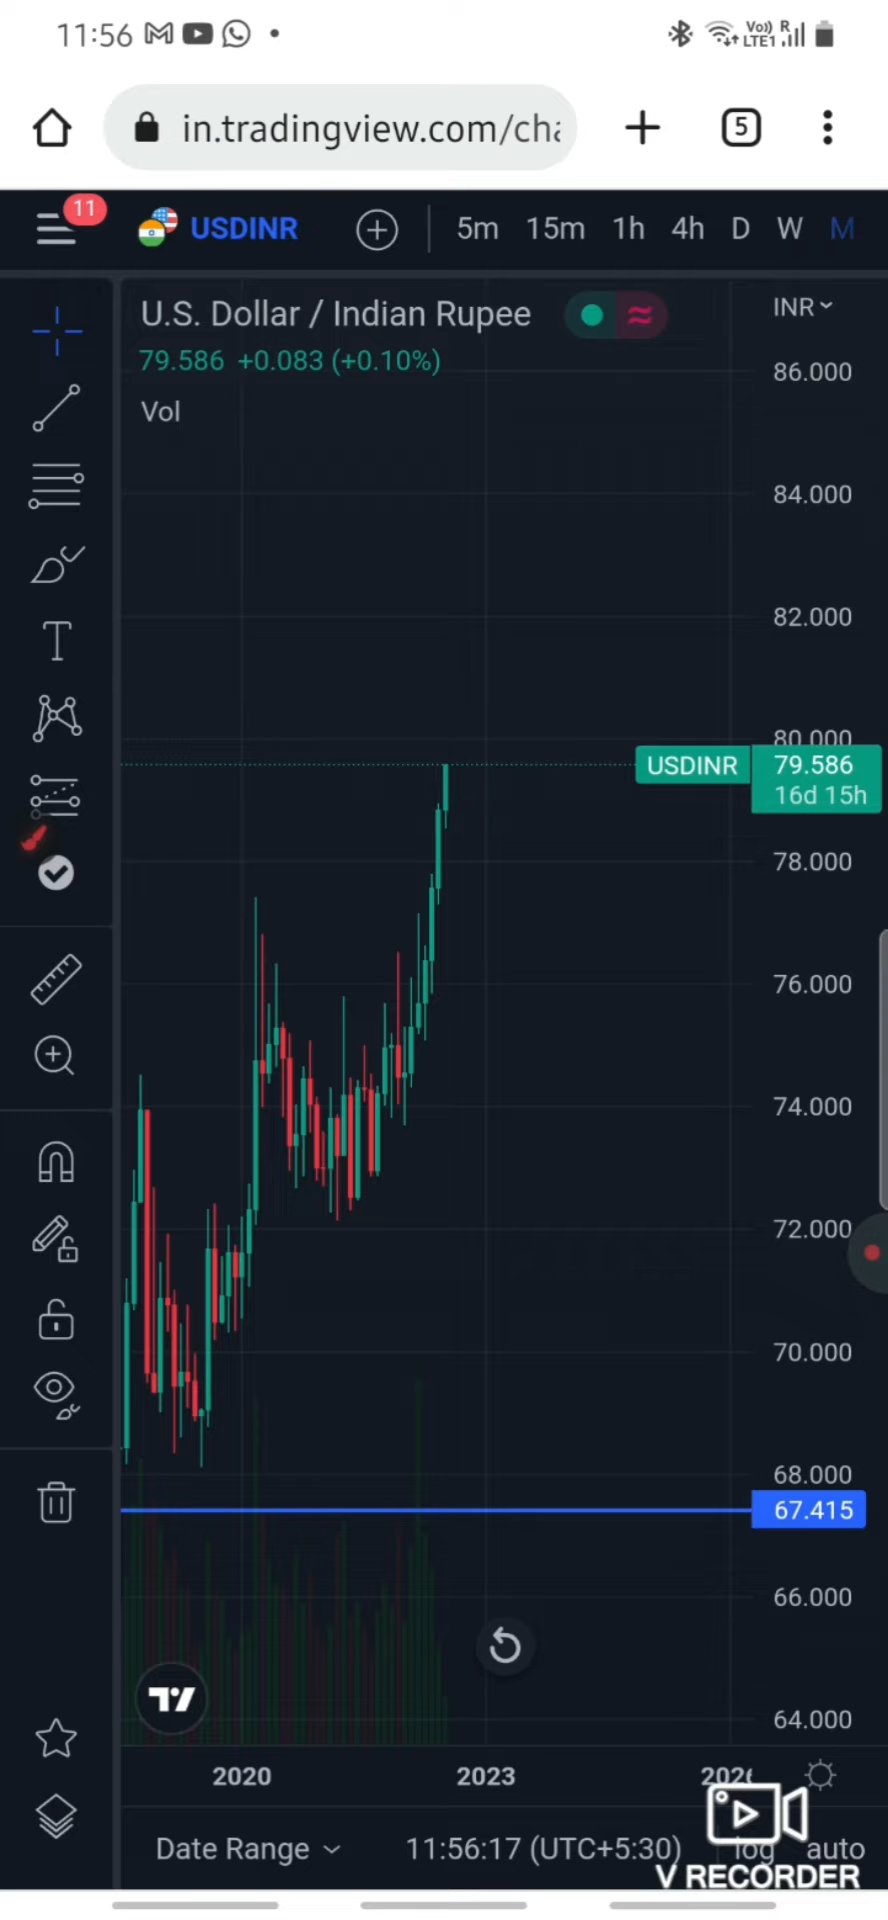 11:56
Vo)) R
LTE1
in.tradingview.com/cha
5
11
USDINR 5m 15m 1h 4h D W M
U.S. Dollar / Indian Rupee
INR
79.586 +0.083 (+0.10%)
86.000
Vol
84.000
82.000
80.000
USDINR 79.586
16d 15h
78.000
76.000
74.000
72.000
70.000
68.000
67.415
66.000
64.000
2020 2023
Date Range 11:56:17 (UTC+5:30) log auto
V RECORDER